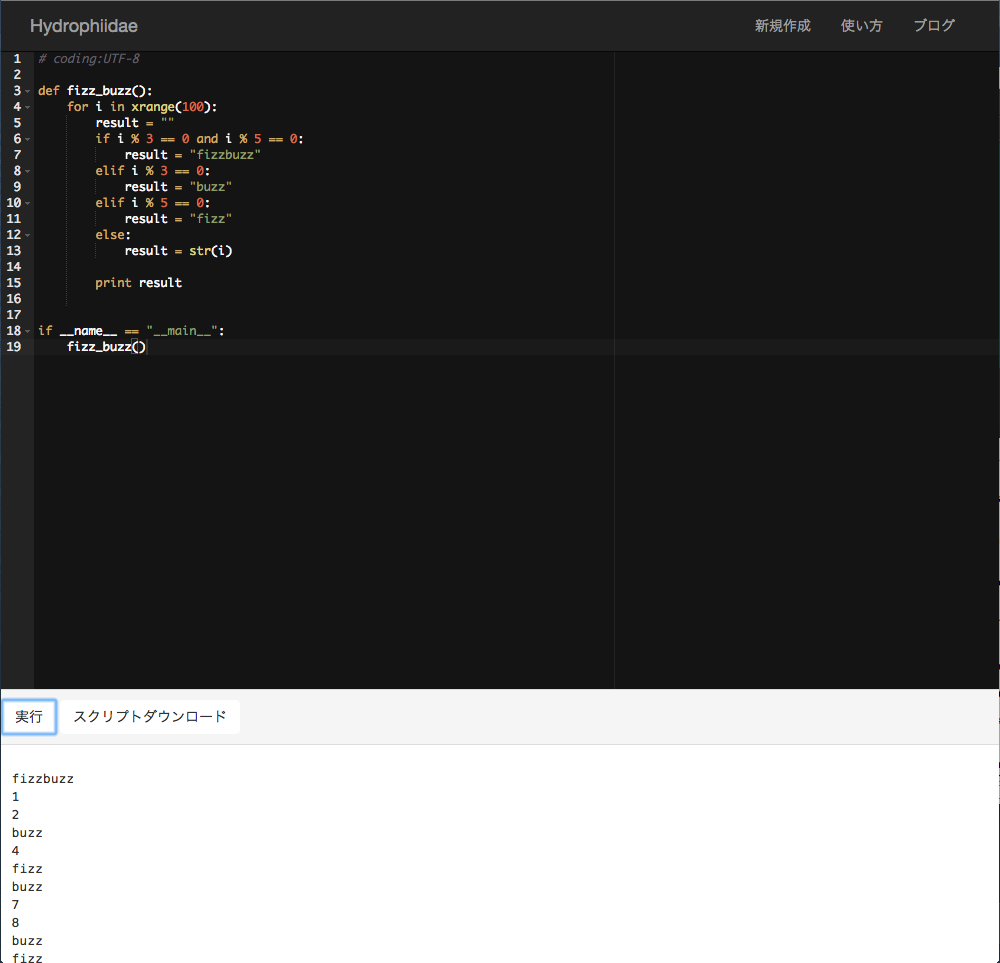 Hydrophiidae 新規作成 使い方 ブログ
1 # coding:UTF-8
2
3 def fizz_buzz():
4     for i in xrange(100):
5         result = ""
6         if i % 3 == 0 and i % 5 == 0:
7             result = "fizzbuzz"
8         elif i % 3 == 0:
9             result = "buzz"
10         elif i % 5 == 0:
11             result = "fizz"
12         else:
13             result = str(i)
14
15         print result
16
17
18 if __name__ == "__main__":
19     fizz_buzz()
実行 スクリプトダウンロード
fizzbuzz
1
2
buzz
4
fizz
buzz
7
8
buzz
fizz